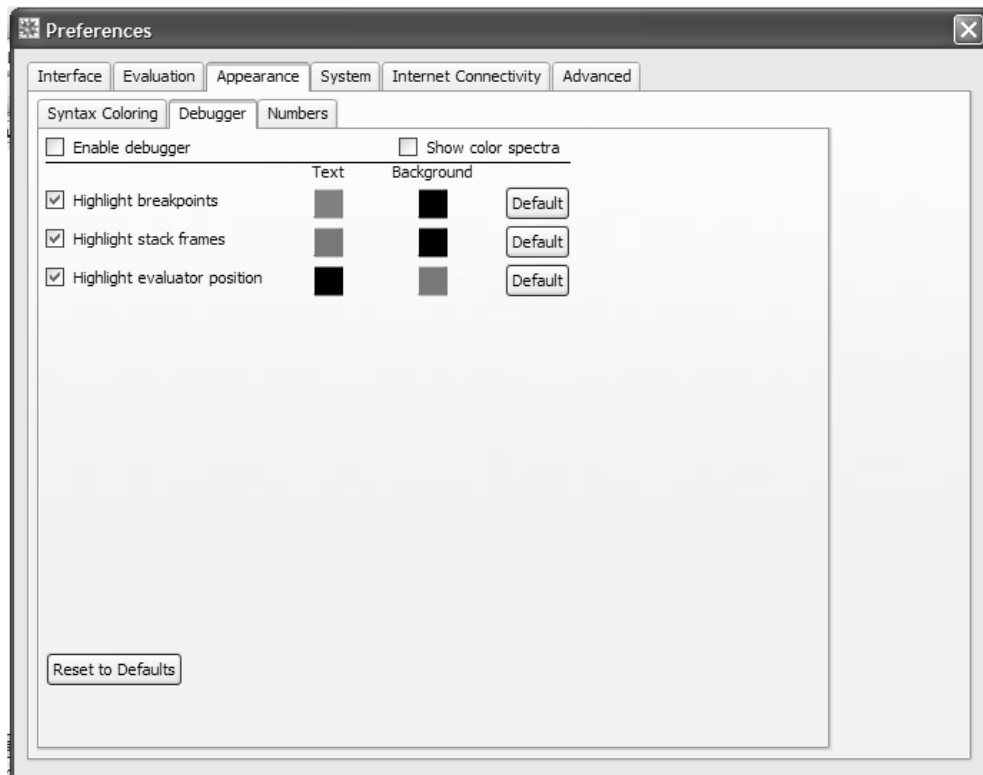 Preferences
Interface Evaluation Appearance System Internet Connectivity Advanced
Syntax Coloring Debugger Numbers
Enable debugger Show color spectra
Text Background
Highlight breakpoints Default
Highlight stack frames Default
Highlight evaluator position Default
Reset to Defaults